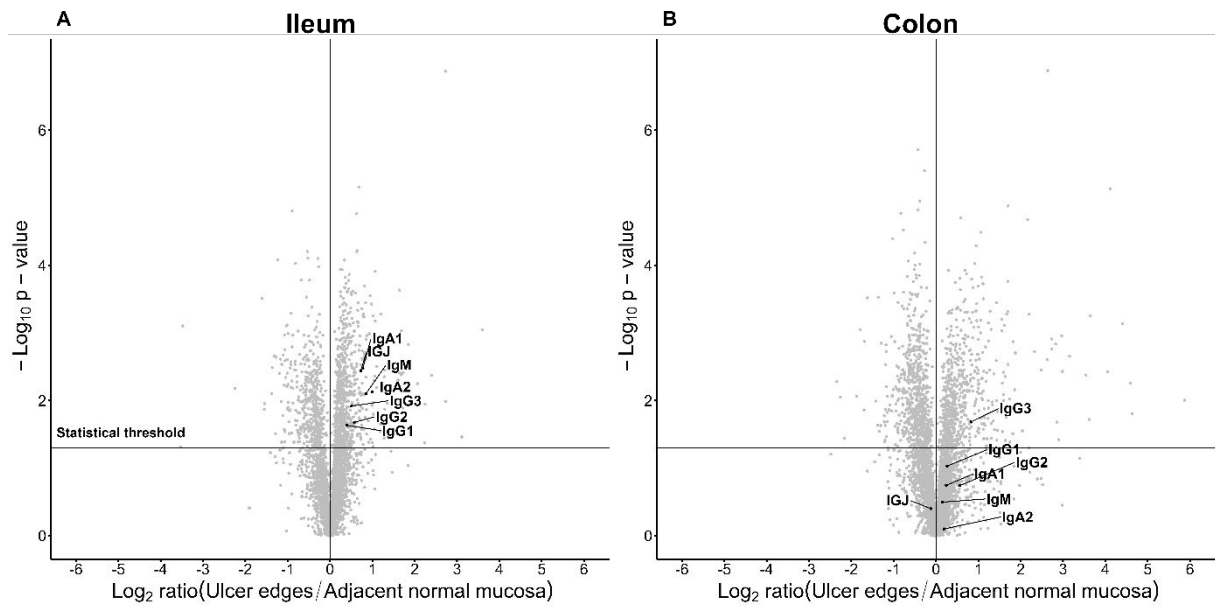 A
Ileum
− Log10 p − value
6
4
2
0
IgA1
IGJ
IgM
IgA2
IgG3
IgG2
IgG1
Statistical threshold
-6 -5 -4 -3 -2 -1 0 1 2 3 4 5 6
Log2 ratio(Ulcer edges/Adjacent normal mucosa)
B
Colon
− Log10 p − value
6
4
2
0
IgG3
IgG1
IgG2
IgA1
IGJ
IgM
IgA2
-6 -5 -4 -3 -2 -1 0 1 2 3 4 5 6
Log2 ratio(Ulcer edges/Adjacent normal mucosa)